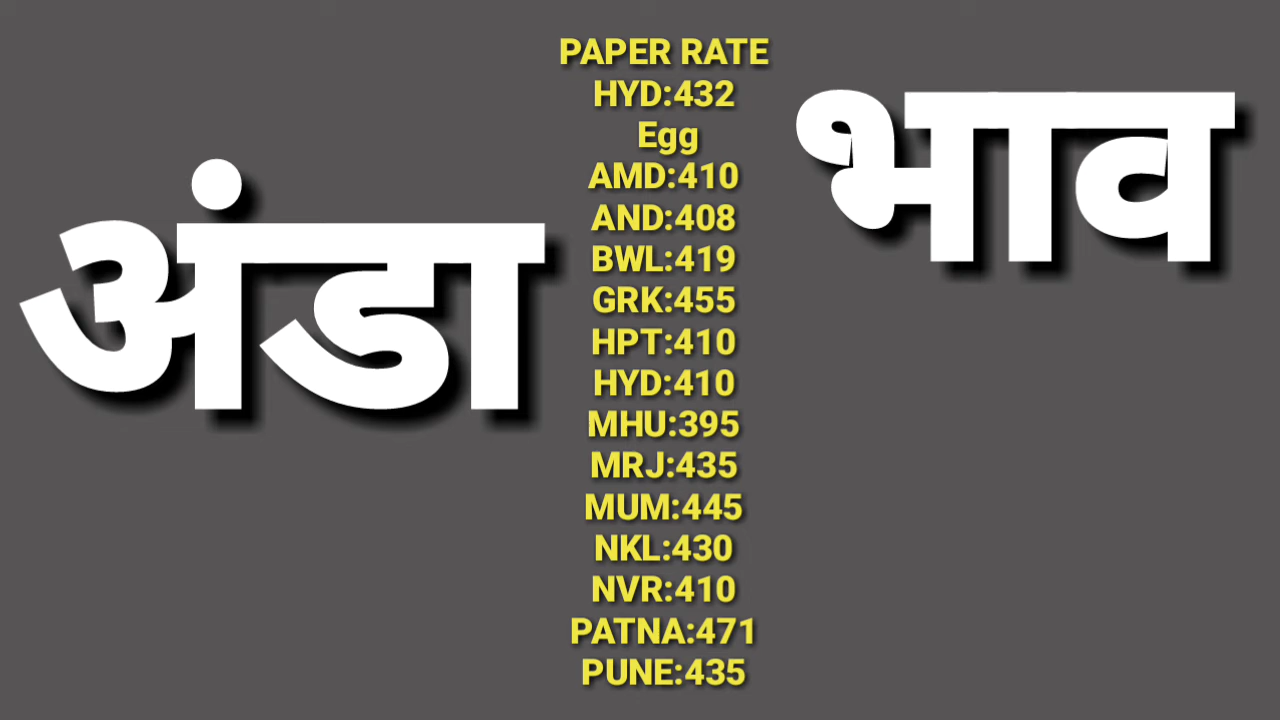 अंडा
PAPER RATE
HYD:432
Egg
AMD:410
AND:408
BWL:419
GRK:455
HPT:410
HYD:410
MHU:395
MRJ:435
MUM:445
NKL:430
NVR:410
PATNA:471
PUNE:435
भाव